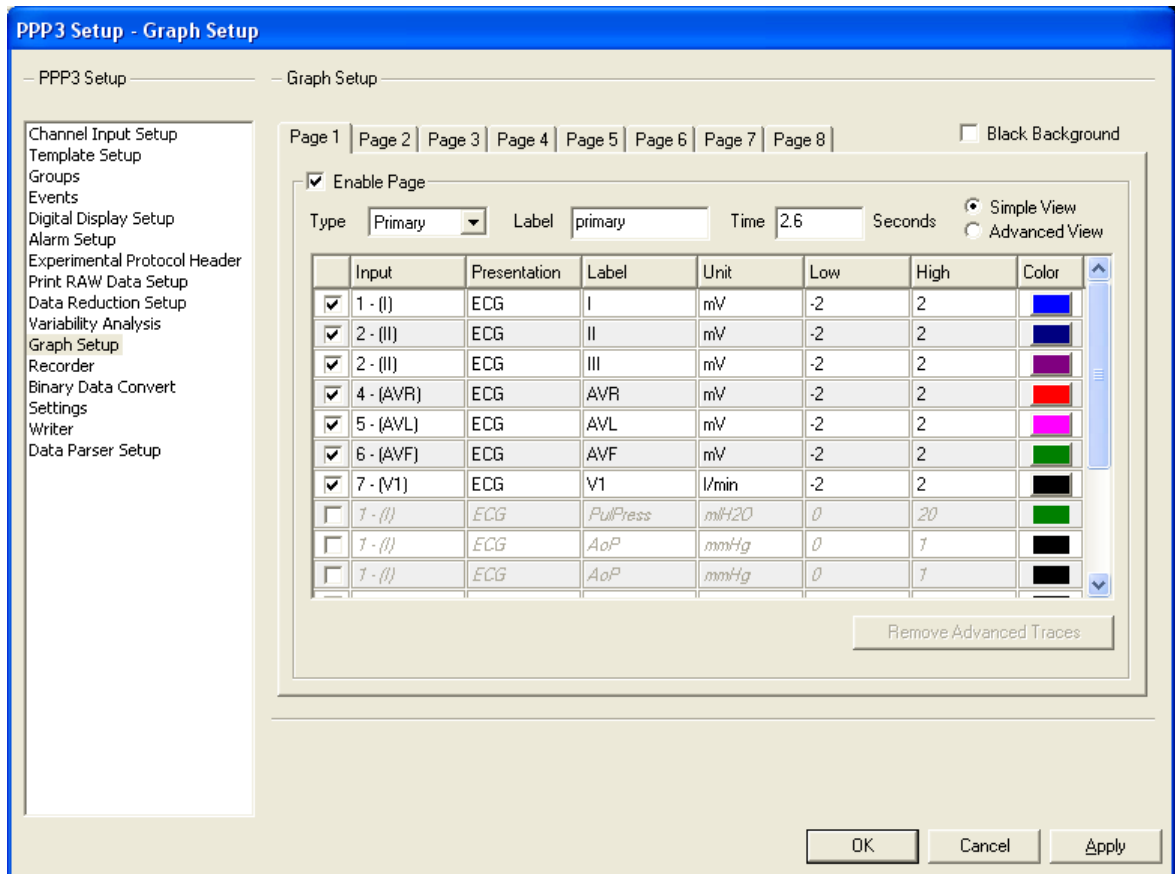 PPP3 Setup - Graph Setup
PPP3 Setup
Graph Setup
Channel Input Setup
Template Setup
Groups
Events
Digital Display Setup
Alarm Setup
Experimental Protocol Header
Print RAW Data Setup
Data Reduction Setup
Variability Analysis
Graph Setup
Recorder
Binary Data Convert
Settings
Writer
Data Parser Setup
Page 1 Page 2 Page 3 Page 4 Page 5 Page 6 Page 7 Page 8
Black Background
Enable Page
Type Primary Label primary Time 2.6 Seconds
Simple View
Advanced View
Input Presentation Label Unit Low High Color
1 - (I) ECG I mV -2 2
2 - (II) ECG II mV -2 2
2 - (II) ECG III mV -2 2
4 - (AVR) ECG AVR mV -2 2
5 - (AVL) ECG AVL mV -2 2
6 - (AVF) ECG AVF mV -2 2
7 - (V1) ECG V1 l/min -2 2
1 - (I) ECG PulPress mlH2O 0 20
1 - (I) ECG AoP mmHg 0 1
1 - (I) ECG AoP mmHg 0 1
Remove Advanced Traces
OK Cancel Apply